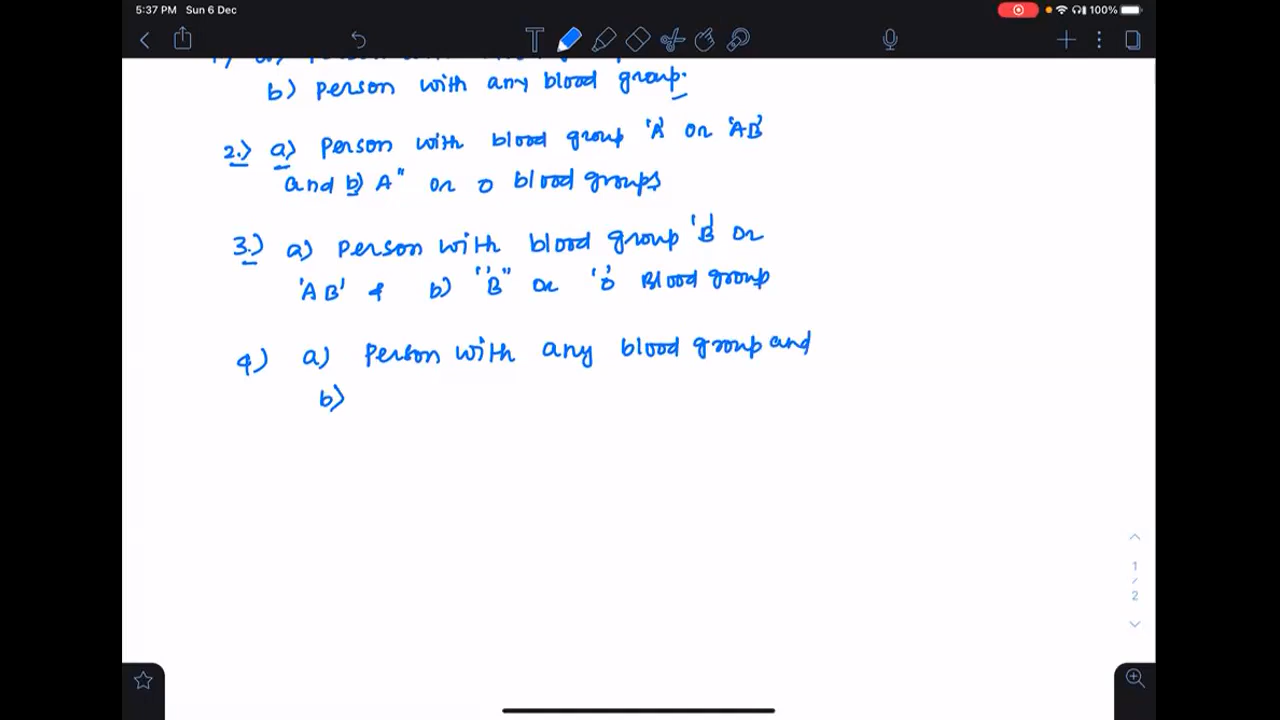 5:37 PM Sun 6 Dec
100%
T
b) person with any blood group.
2.) a) person with blood group 'A' or 'AB'
and b) A" or O blood groups
3.) a) person with blood group 'B' or
'AB' & b) "B" or 'O' Blood group
4) a) person with any blood group and
b)
1
/
2